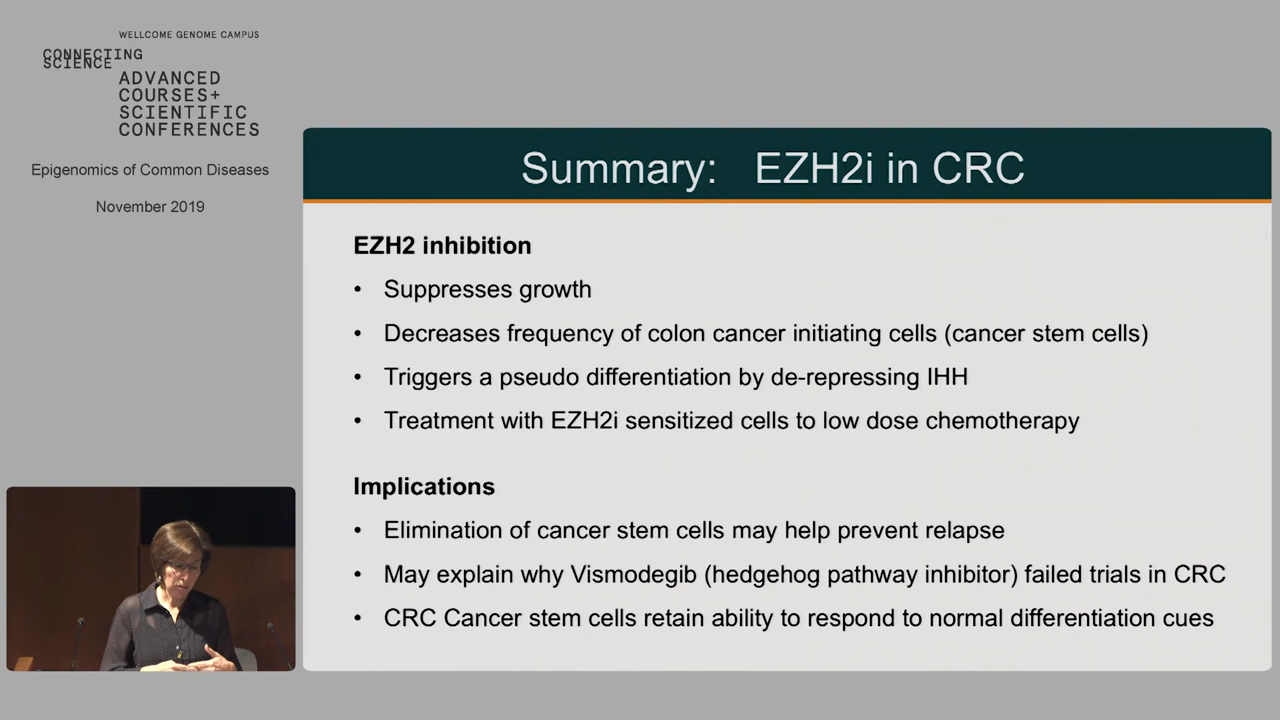 WELLCOME GENOME CAMPUS
CONNECTING
SCIENCE
ADVANCED
COURSES+
SCIENTIFIC
CONFERENCES
Epigenomics of Common Diseases
November 2019
Summary: EZH2i in CRC
EZH2 inhibition
• Suppresses growth
• Decreases frequency of colon cancer initiating cells (cancer stem cells)
• Triggers a pseudo differentiation by de-repressing IHH
• Treatment with EZH2i sensitized cells to low dose chemotherapy
Implications
• Elimination of cancer stem cells may help prevent relapse
• May explain why Vismodegib (hedgehog pathway inhibitor) failed trials in CRC
• CRC Cancer stem cells retain ability to respond to normal differentiation cues